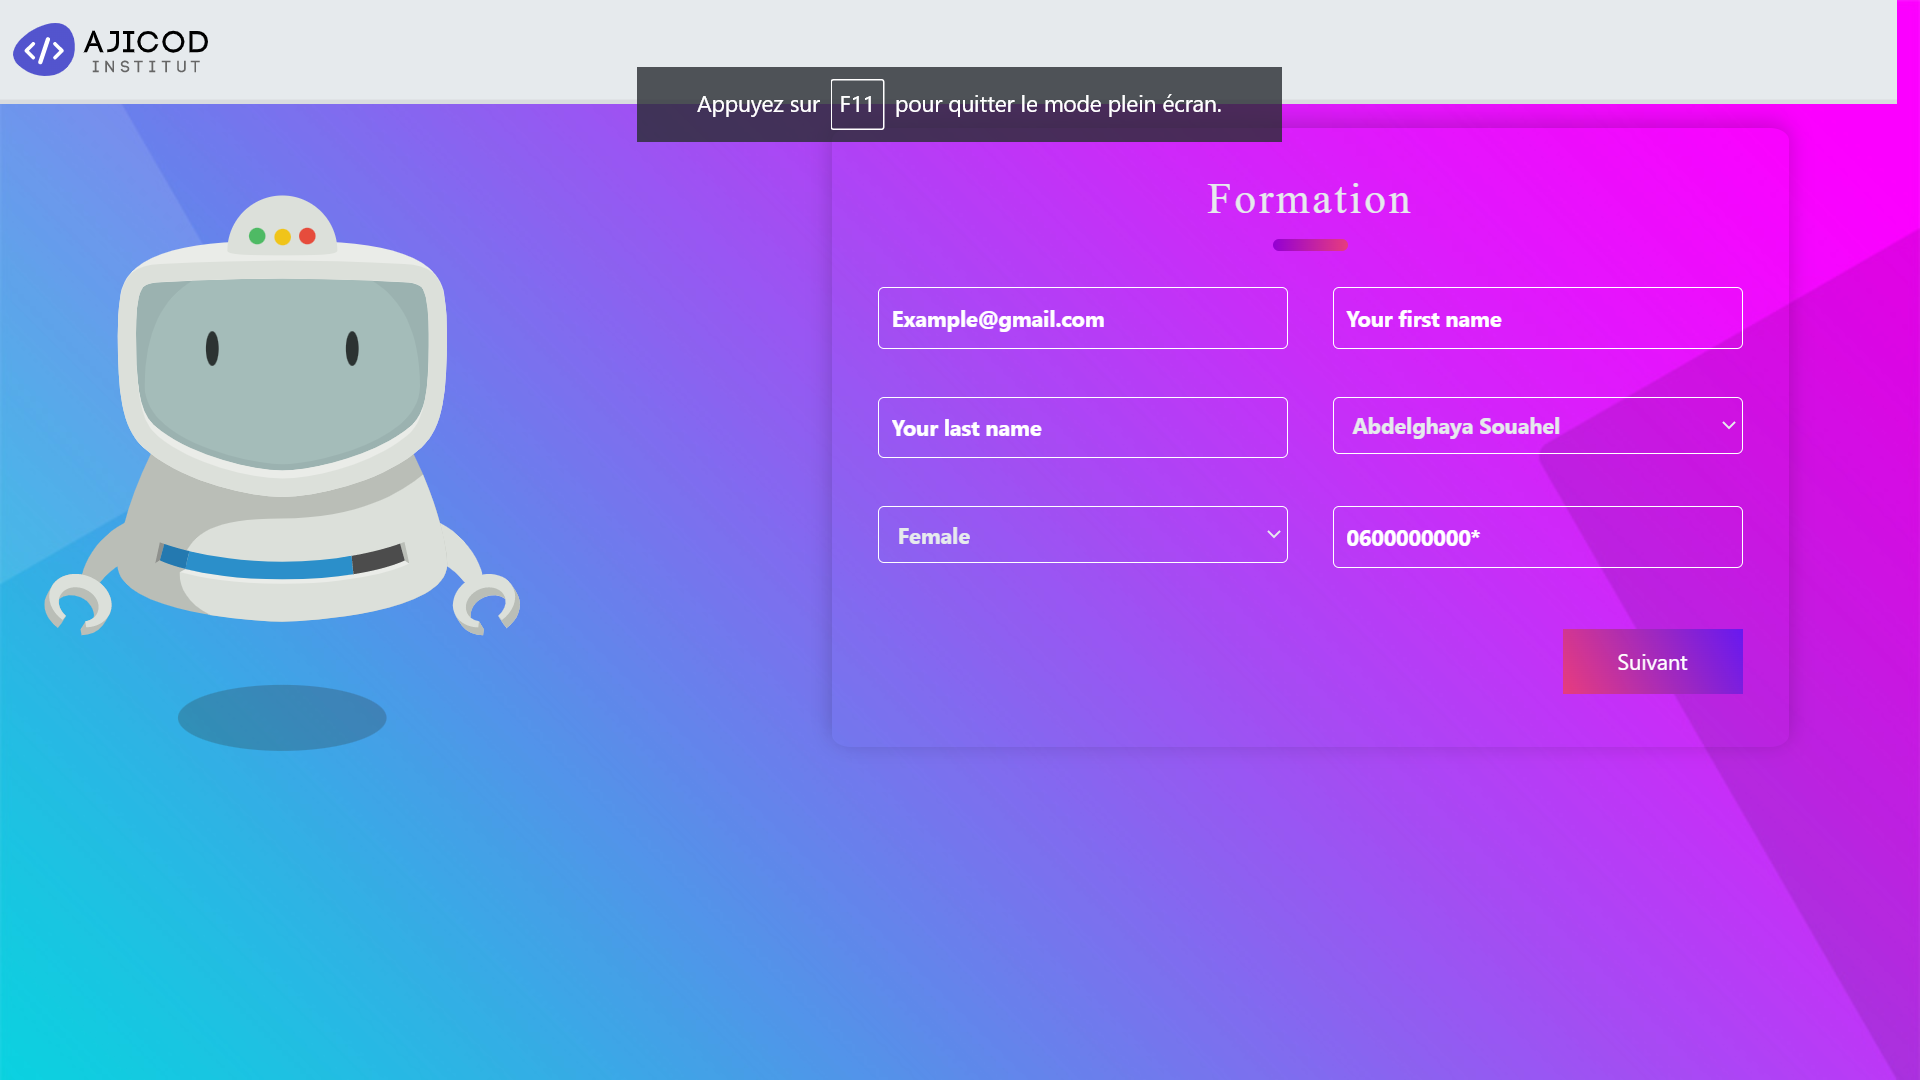 AJICOD
INSTITUT
Appuyez sur F11 pour quitter le mode plein écran.
Formation
Example@gmail.com
Your first name
Your last name
Abdelghaya Souahel
Female
0600000000*
Suivant